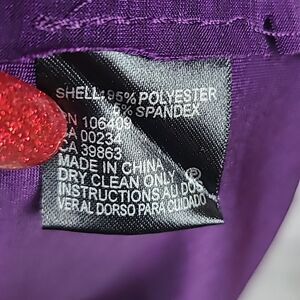 SHELL: 95% POLYESTER
5% SPANDEX
RN 106409
CA 00234
CA 39863
MADE IN CHINA
DRY CLEAN ONLY Ⓟ
INSTRUCTIONS AU DOS
VER AL DORSO PARA CUIDADO